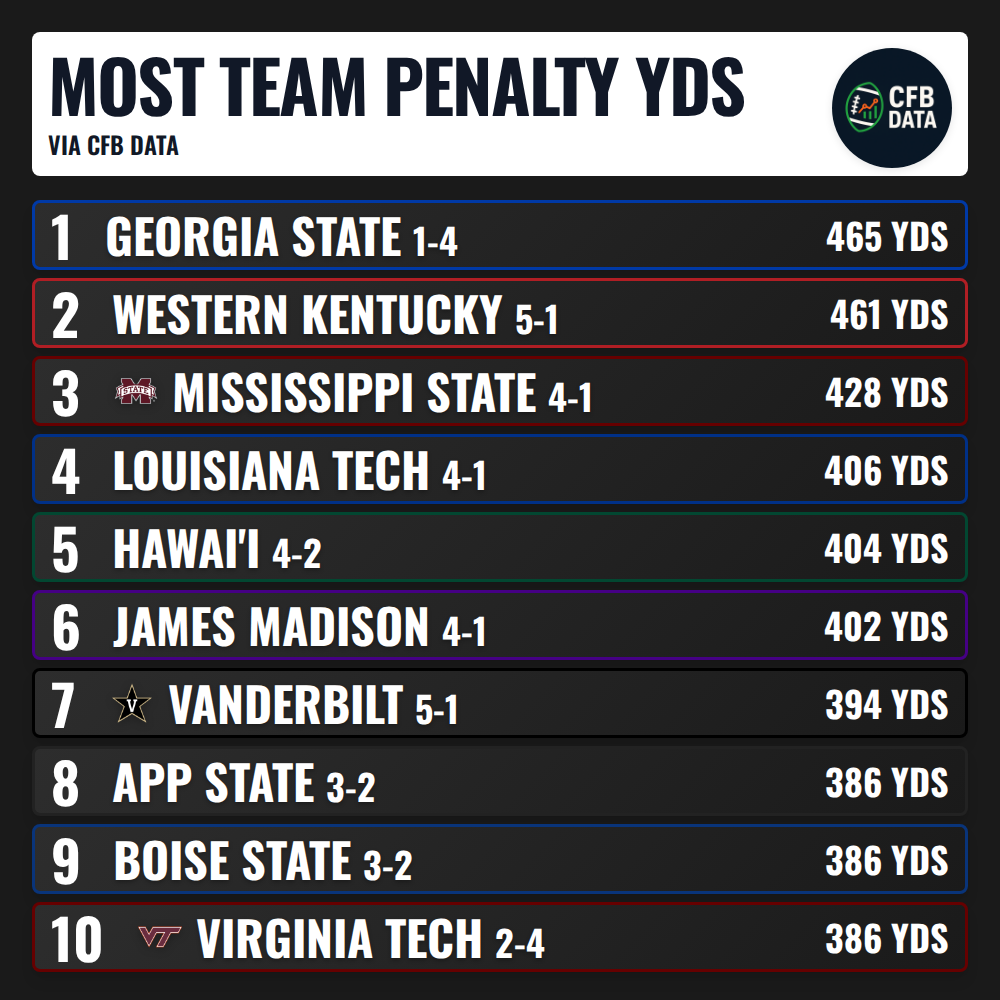 MOST TEAM PENALTY YDS
VIA CFB DATA
CFB
DATA
1 GEORGIA STATE 1-4 465 YDS
2 WESTERN KENTUCKY 5-1 461 YDS
3 STATE MISSISSIPPI STATE 4-1 428 YDS
4 LOUISIANA TECH 4-1 406 YDS
5 HAWAI'I 4-2 404 YDS
6 JAMES MADISON 4-1 402 YDS
7 V VANDERBILT 5-1 394 YDS
8 APP STATE 3-2 386 YDS
9 BOISE STATE 3-2 386 YDS
10 VT VIRGINIA TECH 2-4 386 YDS